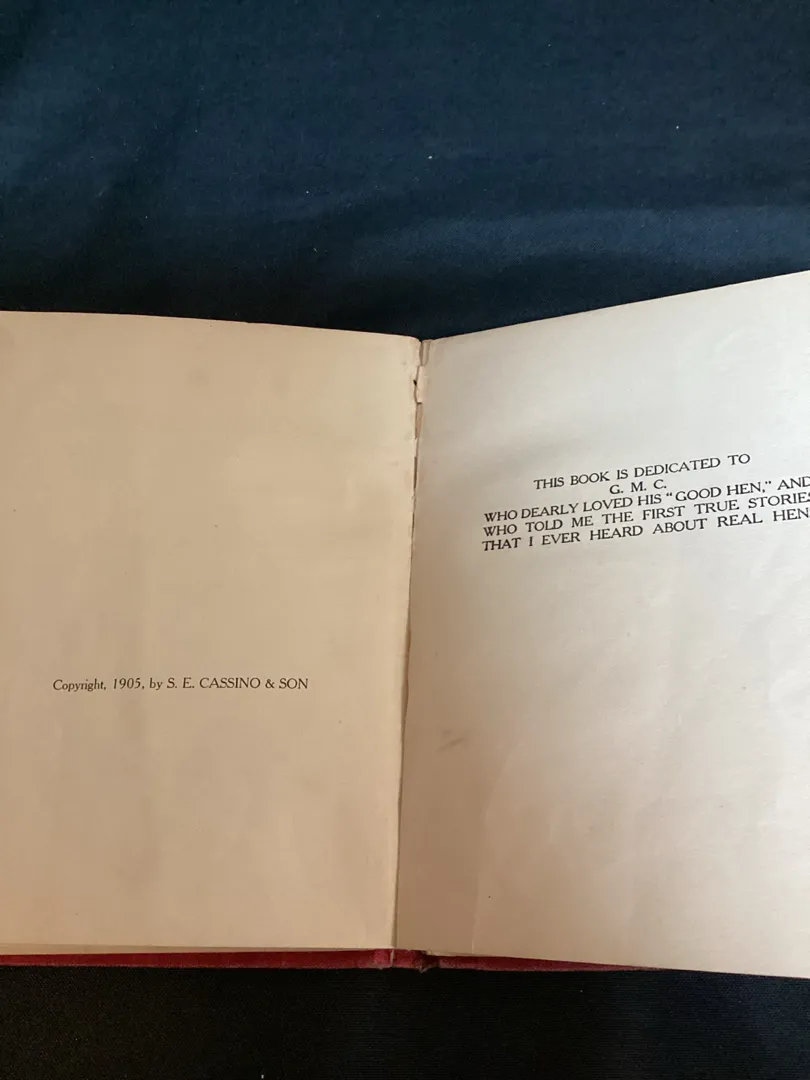 Copyright, 1905, by S. E. CASSINO & SON
THIS BOOK IS DEDICATED TO
G. M. C.
WHO DEARLY LOVED HIS "GOOD HEN," AND
WHO TOLD ME THE FIRST TRUE STORIES
THAT I EVER HEARD ABOUT REAL HEN